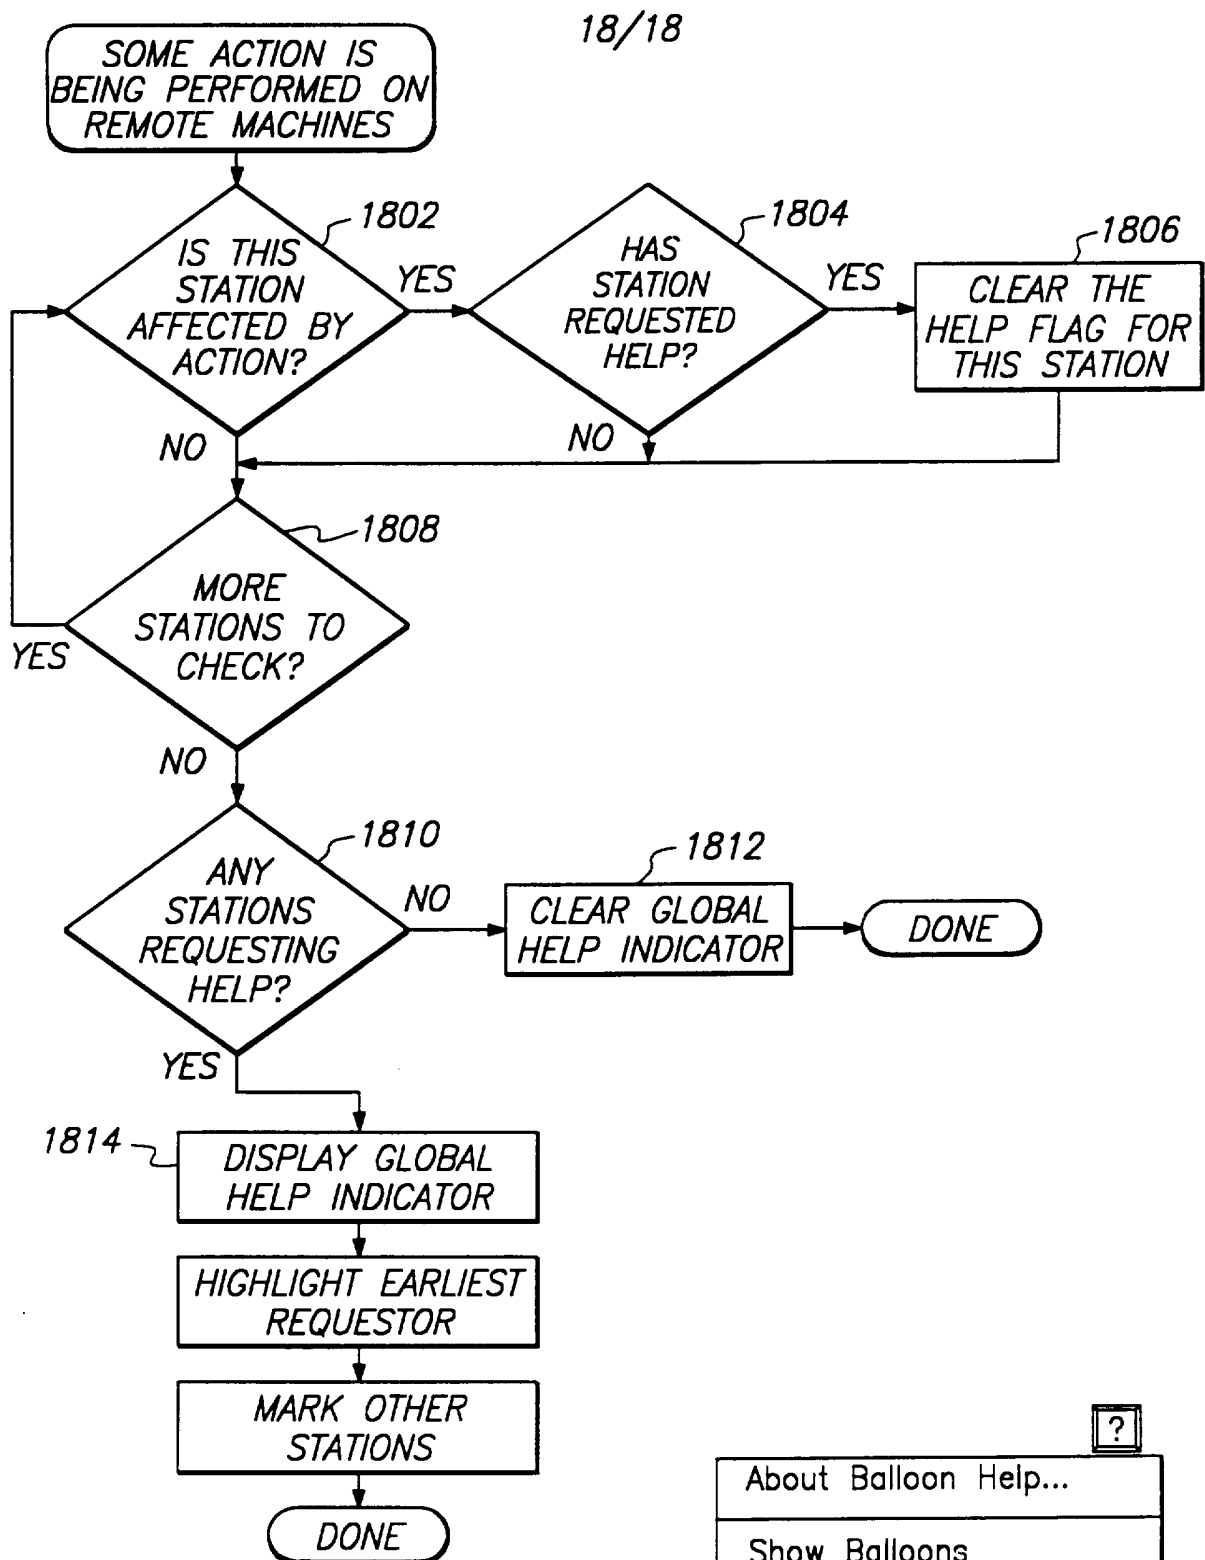 18/18
SOME ACTION IS
BEING PERFORMED ON
REMOTE MACHINES
1802
IS THIS
STATION
AFFECTED BY
ACTION?
YES
NO
1804
HAS
STATION
REQUESTED
HELP?
YES
NO
1806
CLEAR THE
HELP FLAG FOR
THIS STATION
1808
MORE
STATIONS TO
CHECK?
YES
NO
1810
ANY
STATIONS
REQUESTING
HELP?
NO
YES
1812
CLEAR GLOBAL
HELP INDICATOR
DONE
1814
DISPLAY GLOBAL
HELP INDICATOR
HIGHLIGHT EARLIEST
REQUESTOR
MARK OTHER
STATIONS
DONE
?
About Balloon Help...
Show Balloons